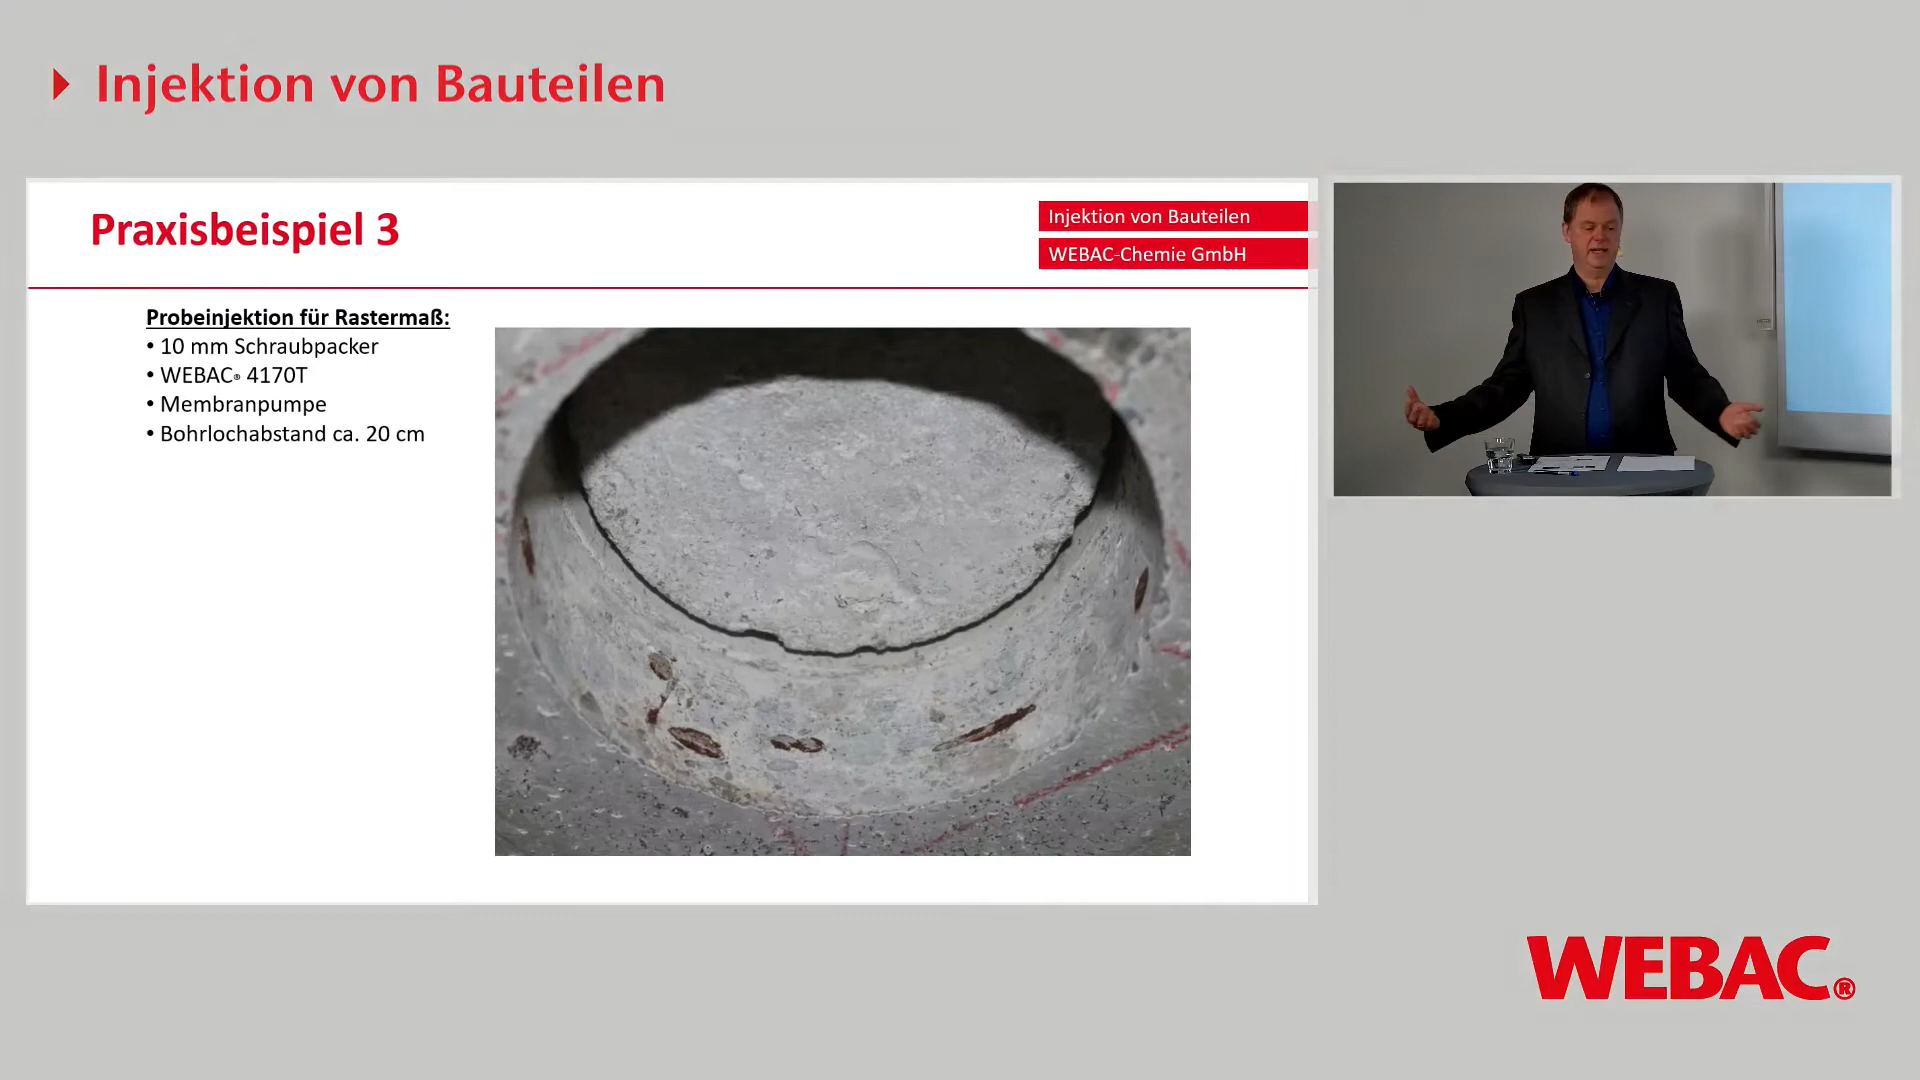 Injektion von Bauteilen
Praxisbeispiel 3
Injektion von Bauteilen
WEBAC-Chemie GmbH
Probeinjektion für Rastermaß:
• 10 mm Schraubpacker
• WEBAC® 4170T
• Membranpumpe
• Bohrlochabstand ca. 20 cm
WEBAC®